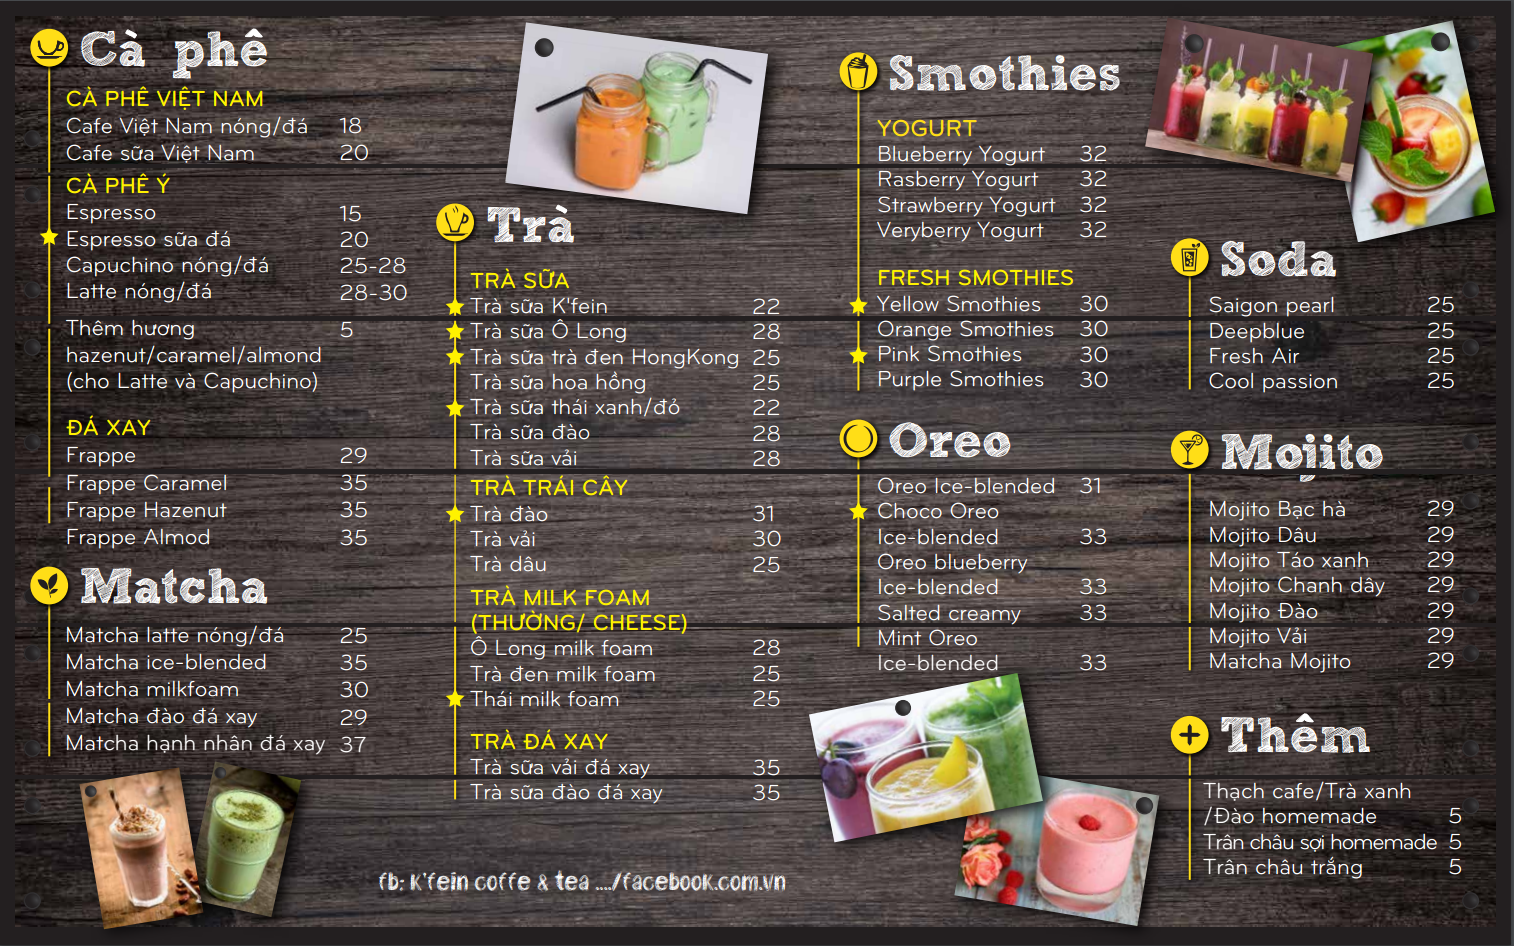 Cà phê
CÀ PHÊ VIỆT NAM
Cafe Việt Nam nóng/đá 18
Cafe sữa Việt Nam 20
CÀ PHÊ Ý
Espresso 15
Espresso sữa đá 20
Capuchino nóng/đá 25-28
Latte nóng/đá 28-30
Thêm hương 5
hazenut/caramel/almond
(cho Latte và Capuchino)
ĐÁ XAY
Frappe 29
Frappe Caramel 35
Frappe Hazenut 35
Frappe Almod 35
Matcha
Matcha latte nóng/đá 25
Matcha ice-blended 35
Matcha milkfoam 30
Matcha đào đá xay 29
Matcha hạnh nhân đá xay 37
Trà
TRÀ SỮA
Trà sữa K'fein 22
Trà sữa Ô Long 28
Trà sữa trà đen HongKong 25
Trà sữa hoa hồng 25
Trà sữa thái xanh/đỏ 22
Trà sữa đào 28
Trà sữa vải 28
TRÀ TRÁI CÂY
Trà đào 31
Trà vải 30
Trà dâu 25
TRÀ MILK FOAM
(THƯỜNG/ CHEESE)
Ô Long milk foam 28
Trà đen milk foam 25
Thái milk foam 25
TRÀ ĐÁ XAY
Trà sữa vải đá xay 35
Trà sữa đào đá xay 35
fb: K'fein coffe & tea ..../facebook.com.vn
Smothies
YOGURT
Blueberry Yogurt 32
Rasberry Yogurt 32
Strawberry Yogurt 32
Veryberry Yogurt 32
FRESH SMOTHIES
Yellow Smothies 30
Orange Smothies 30
Pink Smothies 30
Purple Smothies 30
Oreo
Oreo Ice-blended 31
Choco Oreo
Ice-blended 33
Oreo blueberry
Ice-blended 33
Salted creamy 33
Mint Oreo
Ice-blended 33
Soda
Saigon pearl 25
Deepblue 25
Fresh Air 25
Cool passion 25
Mojito
Mojito Bạc hà 29
Mojito Dâu 29
Mojito Táo xanh 29
Mojito Chanh dây 29
Mojito Đào 29
Mojito Vải 29
Matcha Mojito 29
Thêm
Thạch cafe/Trà xanh
/Đào homemade 5
Trân châu sợi homemade 5
Trân châu trắng 5